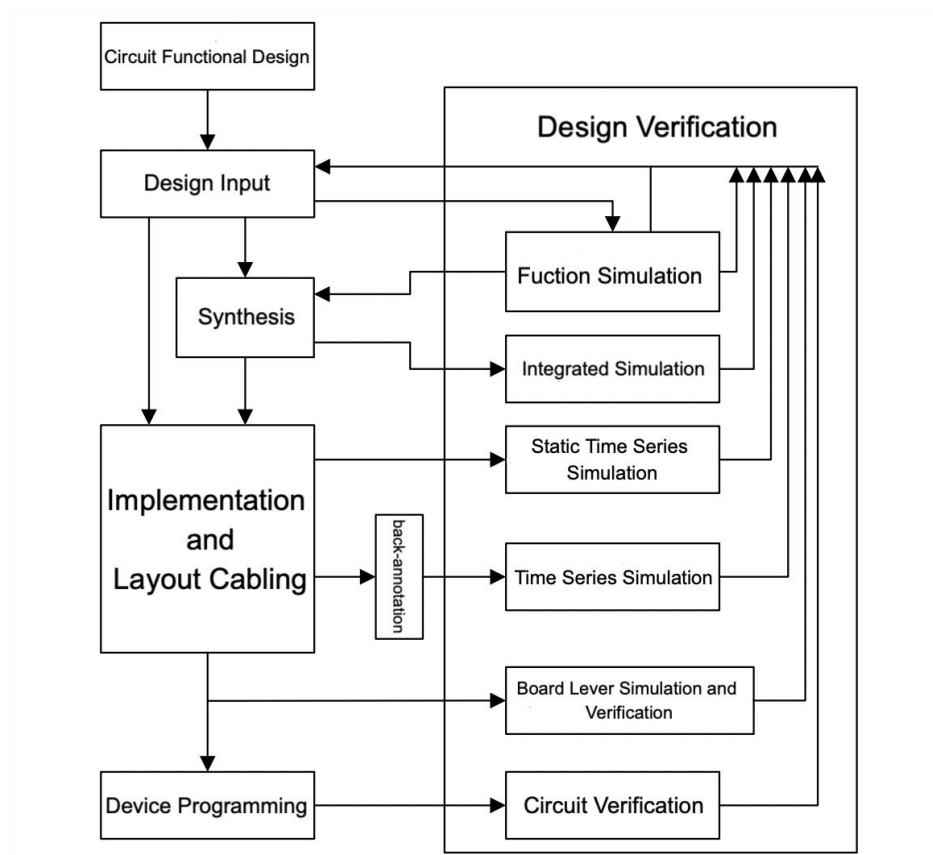 Circuit Functional Design
Design Verification
Design Input
Fuction Simulation
Synthesis
Integrated Simulation
Static Time Series
Simulation
Implementation
and
Layout Cabling
back-annotation
Time Series Simulation
Board Lever Simulation and
Verification
Device Programming
Circuit Verification